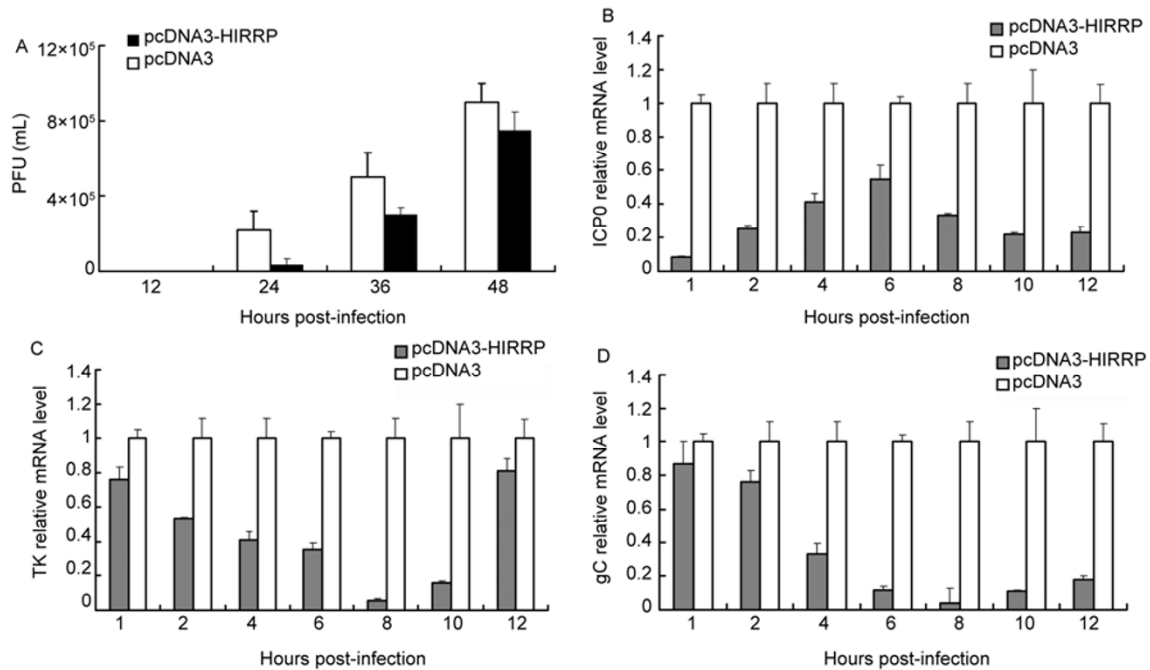 A
pcDNA3-HIRRP
pcDNA3
12×10⁵
8×10⁵
4×10⁵
0
PFU (mL)
12 24 36 48
Hours post-infection
B
pcDNA3-HIRRP
pcDNA3
1.4
1.2
1
0.8
0.6
0.4
0.2
0
ICP0 relative mRNA level
1 2 4 6 8 10 12
Hours post-infection
C
pcDNA3-HIRRP
pcDNA3
1.4
1.2
1
0.8
0.6
0.4
0.2
0
TK relative mRNA level
1 2 4 6 8 10 12
Hours post-infection
D
pcDNA3-HIRRP
pcDNA3
1.4
1.2
1
0.8
0.6
0.4
0.2
0
gC relative mRNA level
1 2 4 6 8 10 12
Hours post-infection